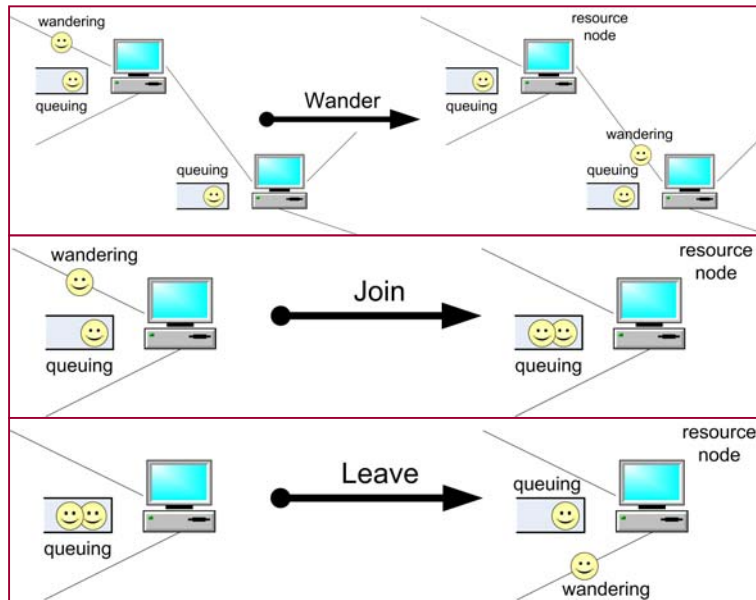 wandering
queuing
queuing
Wander
resource
node
queuing
wandering
queuing
wandering
queuing
Join
resource
node
queuing
queuing
Leave
resource
node
queuing
wandering